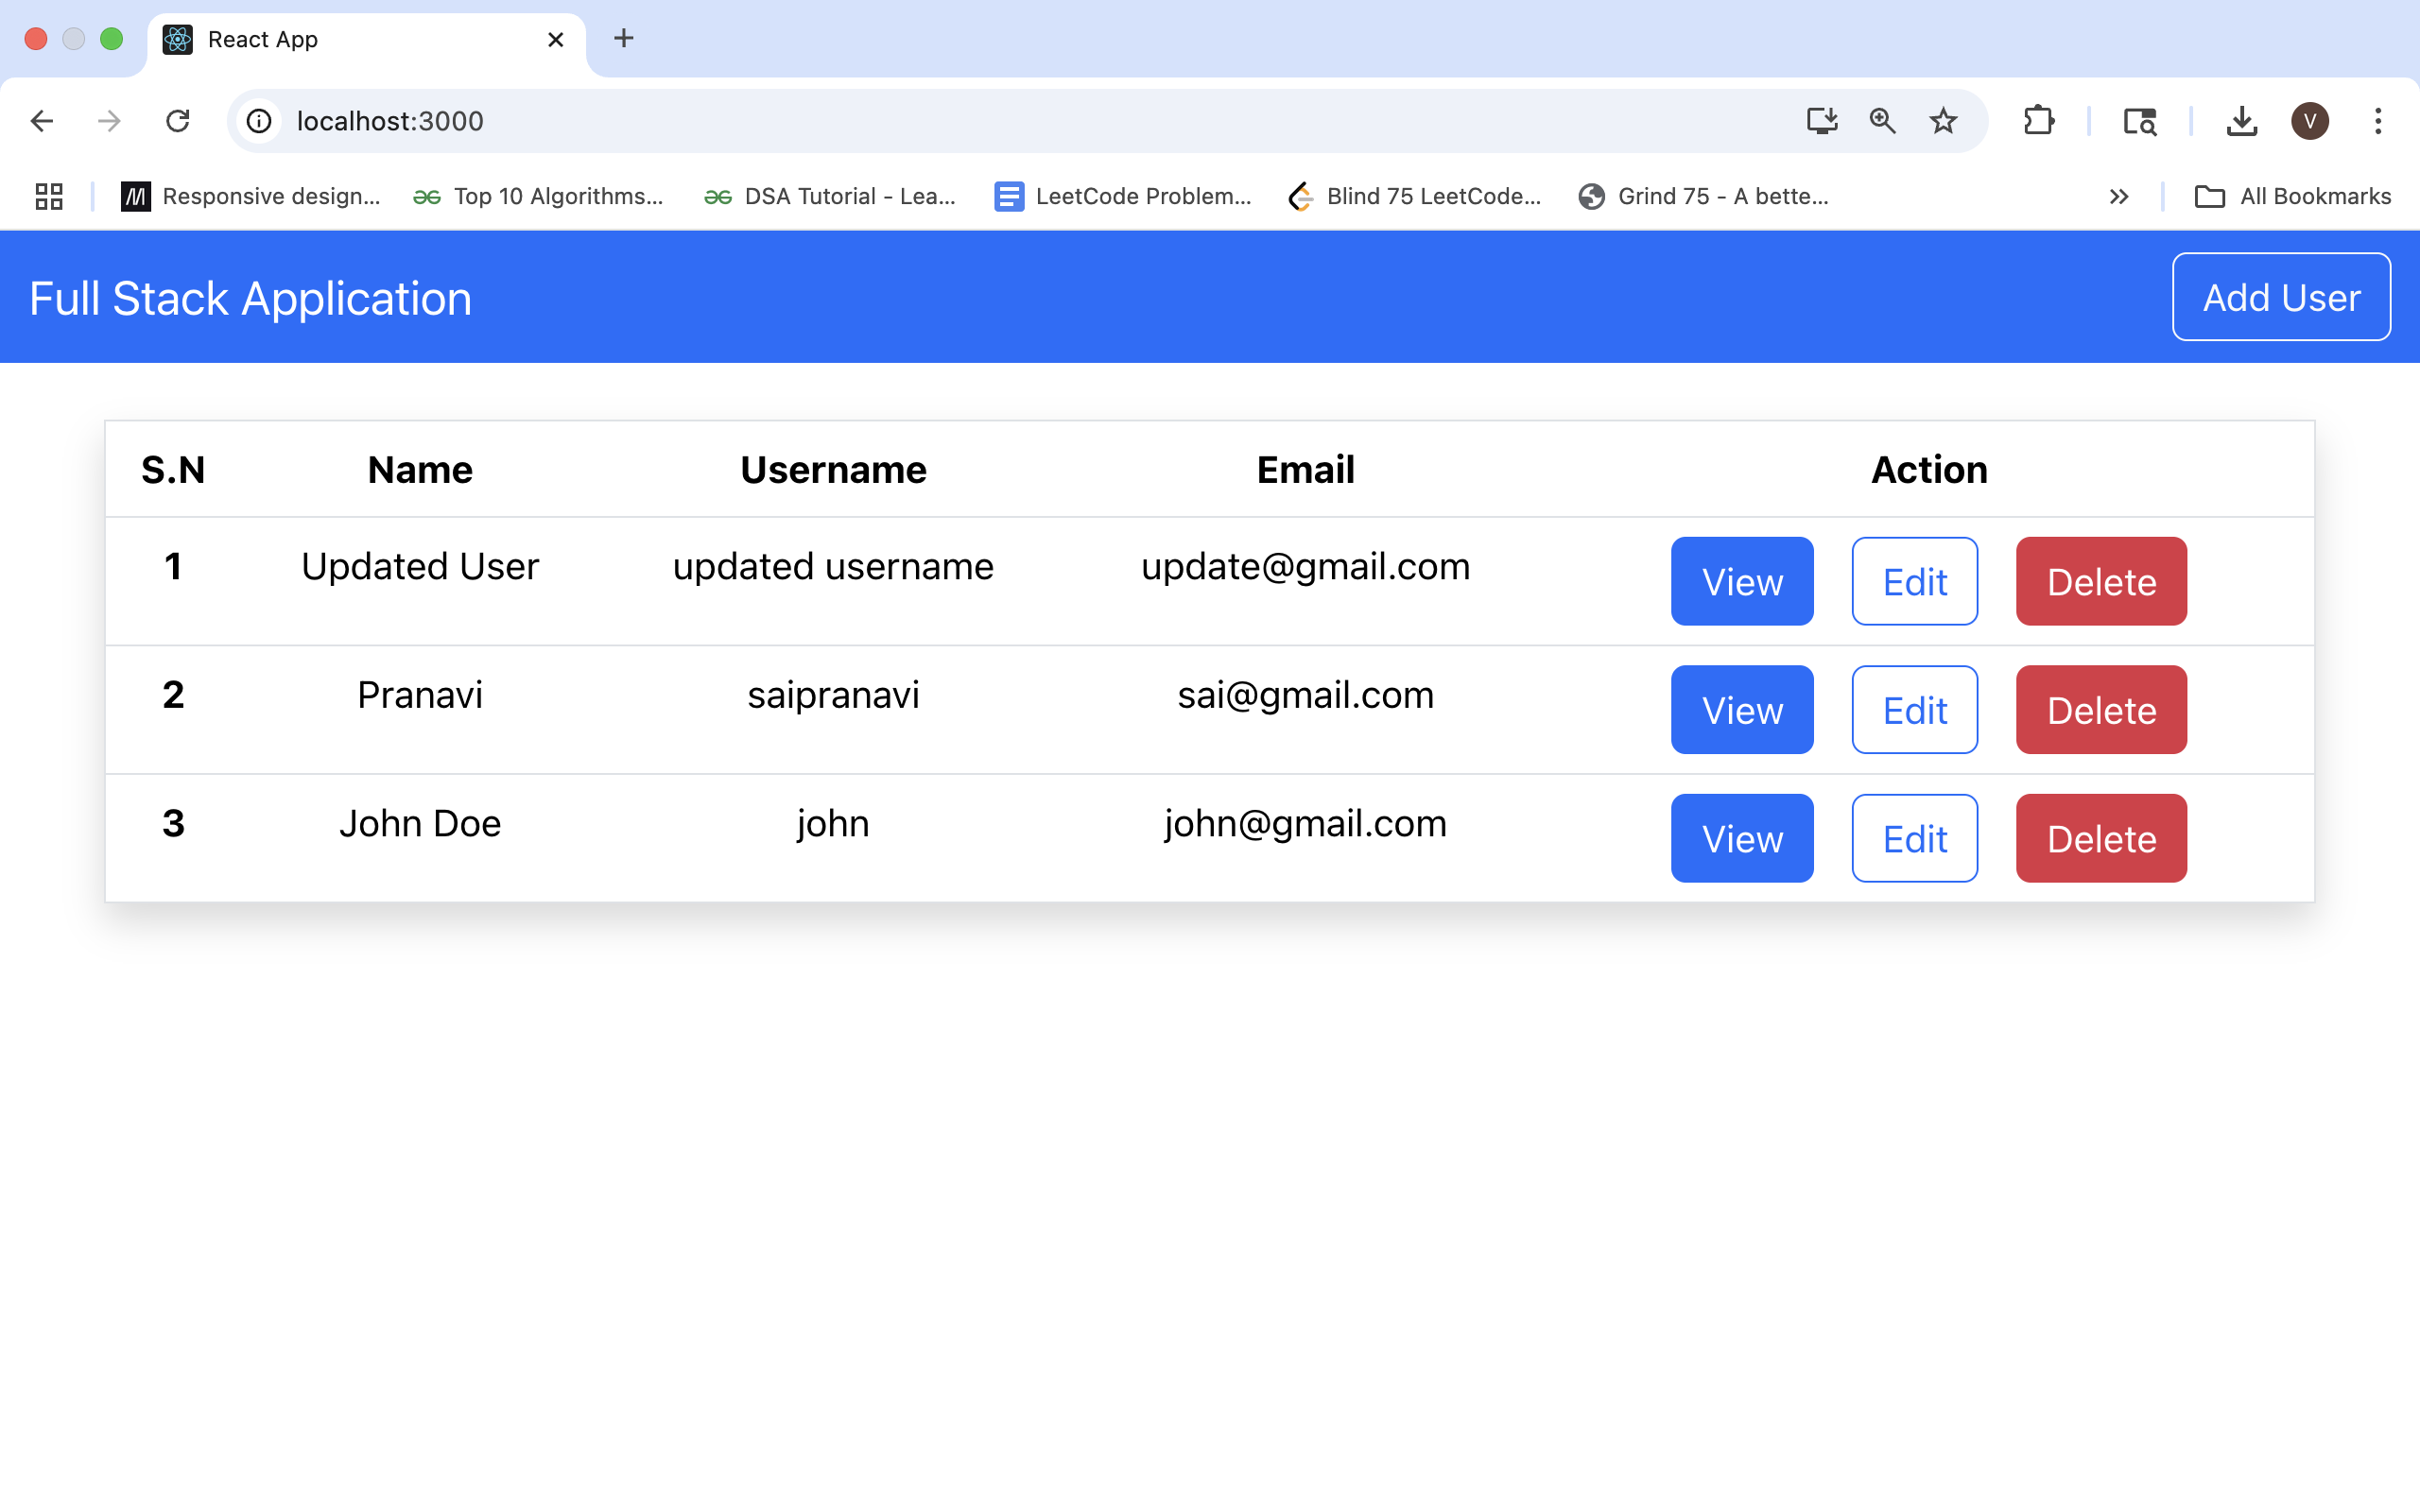 React App
localhost:3000
V
Responsive design... Top 10 Algorithms... DSA Tutorial - Lea... LeetCode Problem... Blind 75 LeetCode... Grind 75 - A bette... All Bookmarks
Full Stack Application Add User
S.N Name Username Email Action
1 Updated User updated username update@gmail.com View Edit Delete
2 Pranavi saipranavi sai@gmail.com View Edit Delete
3 John Doe john john@gmail.com View Edit Delete